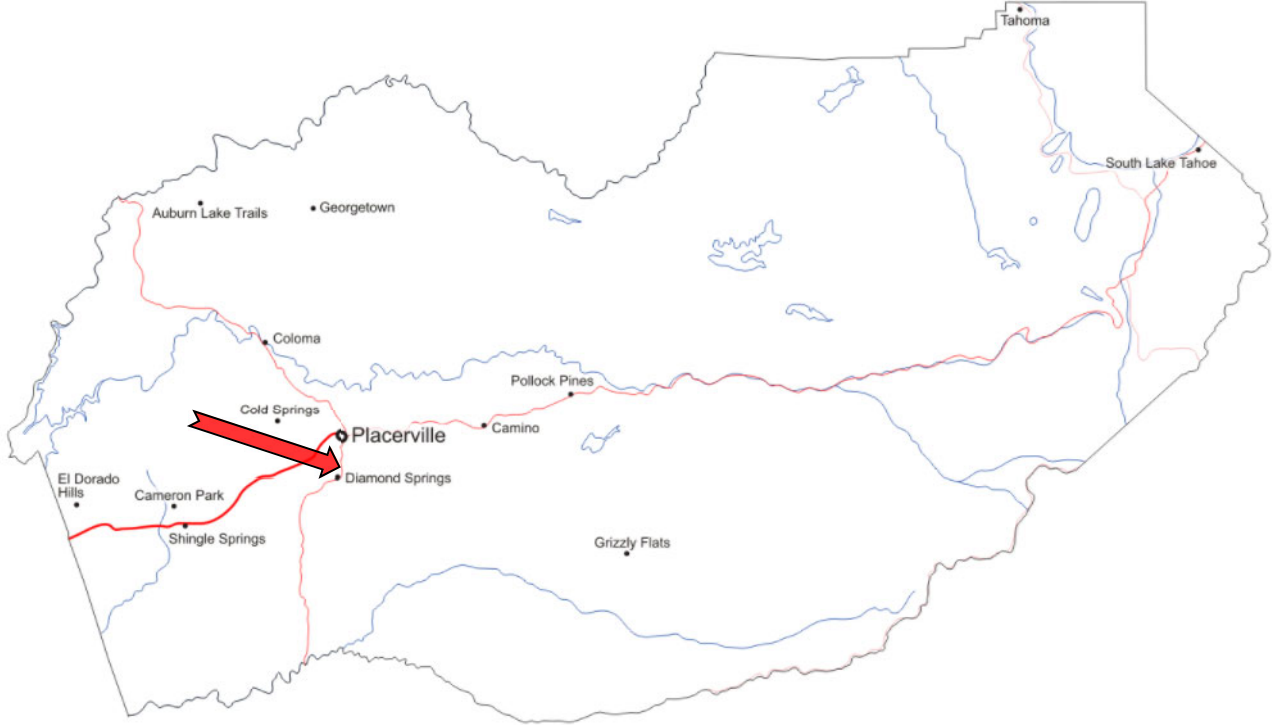 Tahoma
South Lake Tahoe
Auburn Lake Trails
Georgetown
Coloma
Pollock Pines
Cold Springs
Camino
Placerville
Diamond Springs
El Dorado
Hills
Cameron Park
Shingle Springs
Grizzly Flats